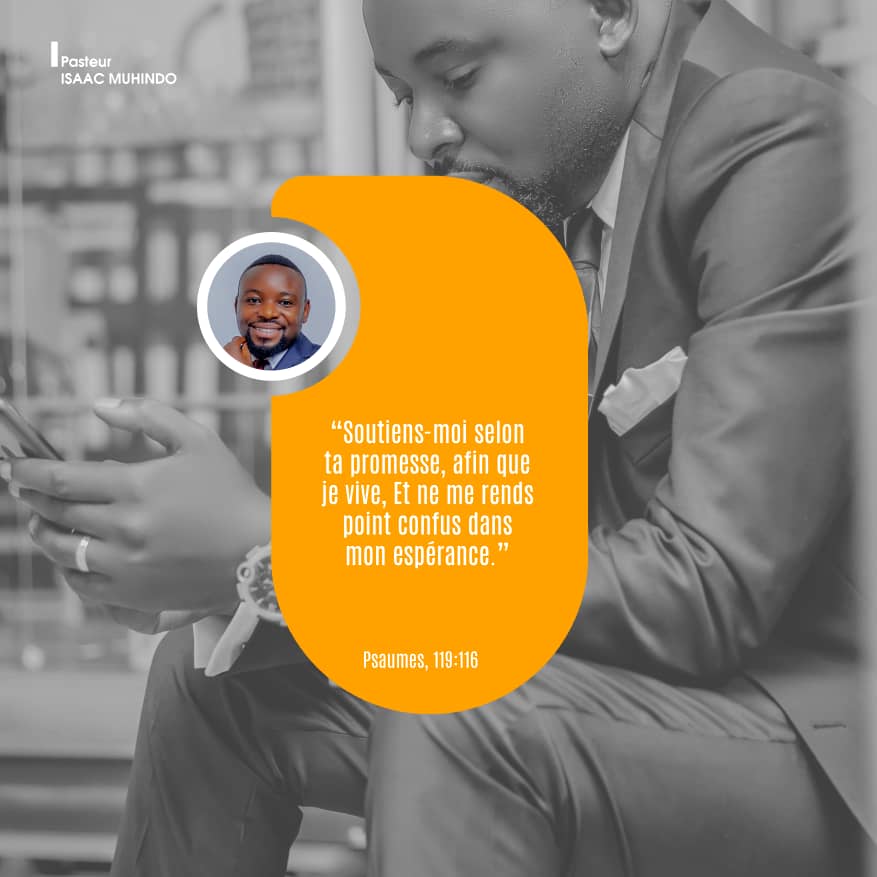 Pasteur
ISAAC MUHINDO
“Soutiens-moi selon
ta promesse, afin que
je vive, Et ne me rends
point confus dans
mon espérance.”
Psaumes, 119:116